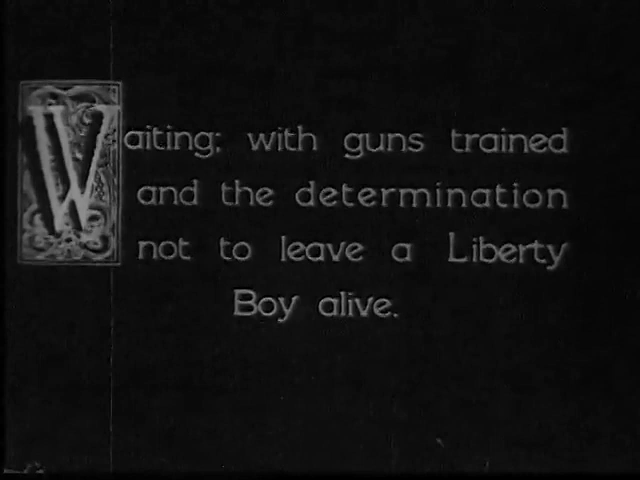 Waiting; with guns trained
and the determination
not to leave a Liberty
Boy alive.